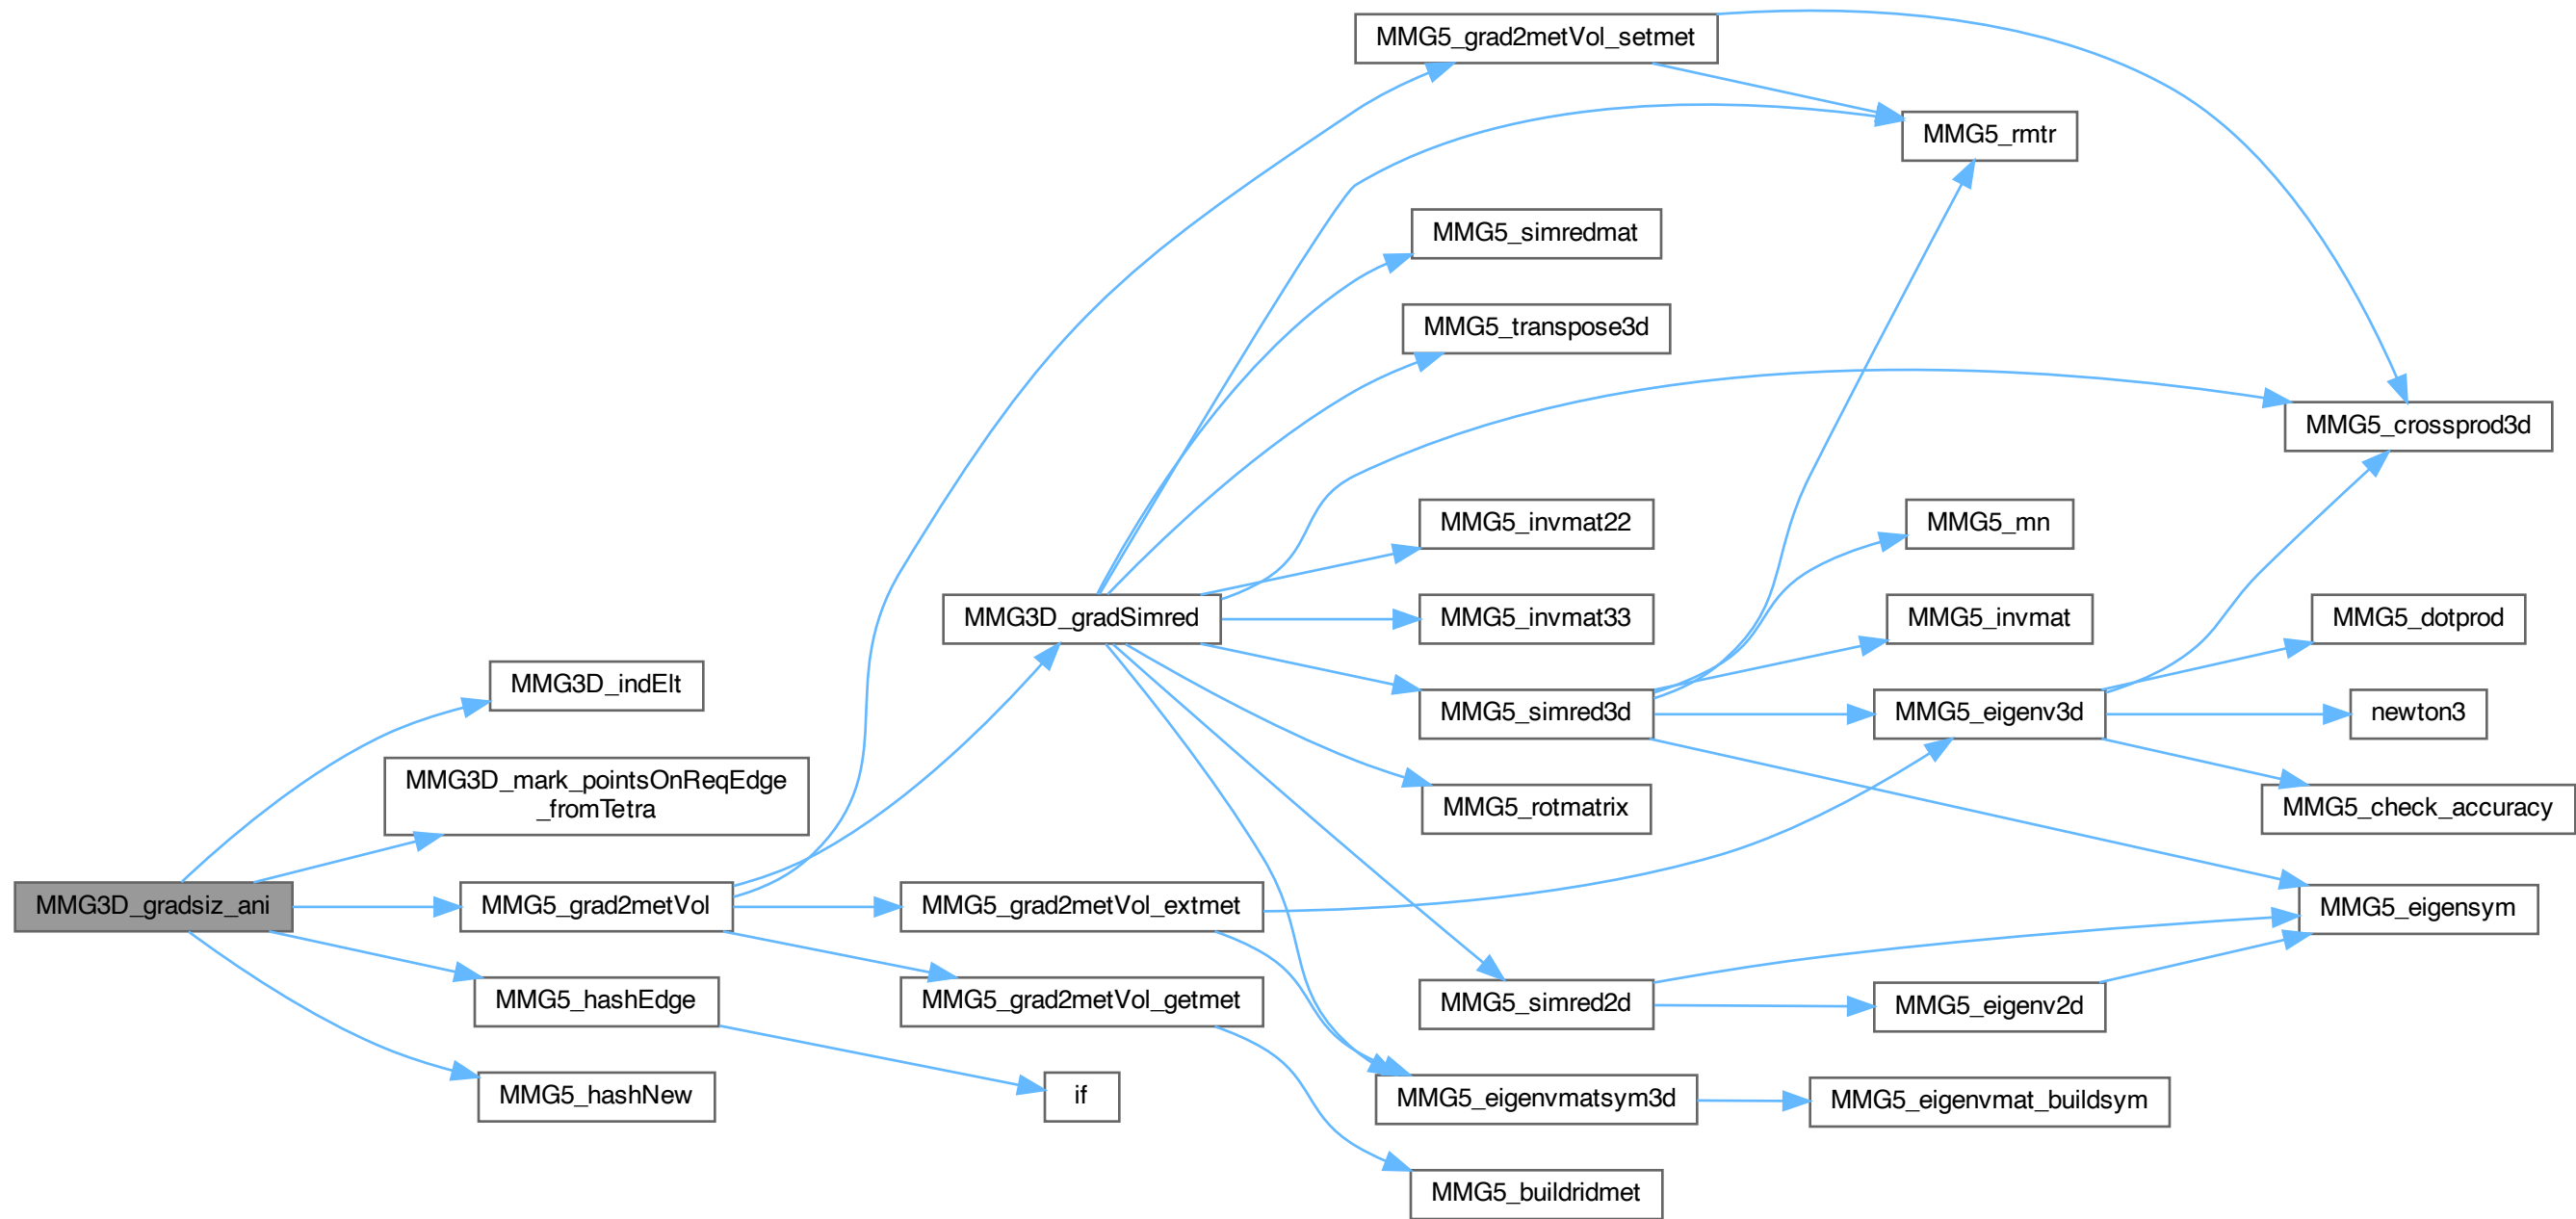 MMG5_grad2metVol_setmet
MMG5_rmtr
MMG5_simredmat
MMG5_transpose3d
MMG5_crossprod3d
MMG5_invmat22
MMG5_mn
MMG3D_gradSimred
MMG5_invmat33
MMG5_invmat
MMG5_dotprod
MMG3D_indElt
MMG5_simred3d
MMG5_eigenv3d
newton3
MMG3D_mark_pointsOnReqEdge
_fromTetra
MMG5_rotmatrix
MMG5_check_accuracy
MMG3D_gradsiz_ani
MMG5_grad2metVol
MMG5_grad2metVol_extmet
MMG5_eigensym
MMG5_hashEdge
MMG5_grad2metVol_getmet
MMG5_simred2d
MMG5_eigenv2d
MMG5_hashNew
if
MMG5_eigenvmatsym3d
MMG5_eigenvmat_buildsym
MMG5_buildridmet